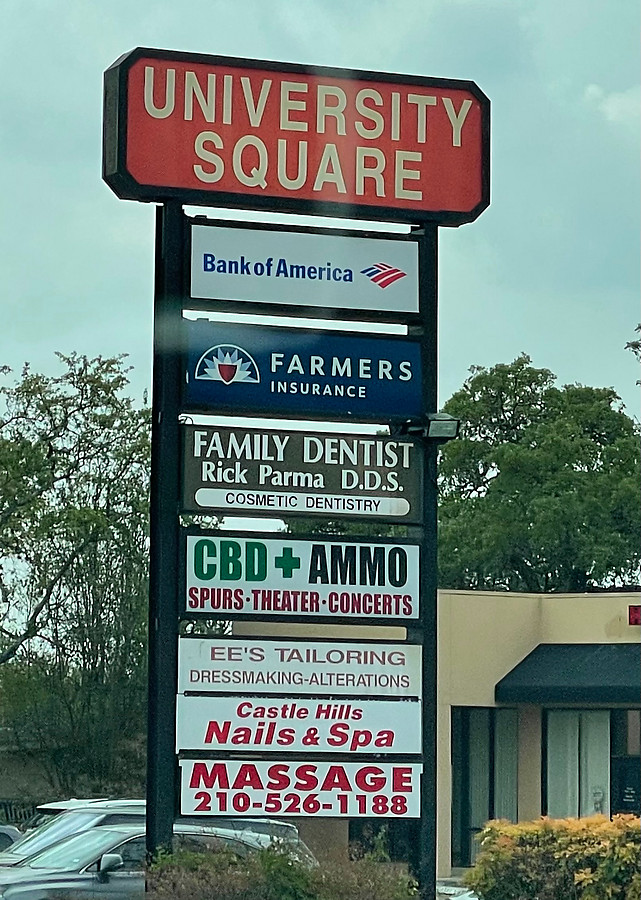 UNIVERSITY
SQUARE
Bank of America
FARMERS
INSURANCE
FAMILY DENTIST
Rick Parma D.D.S.
COSMETIC DENTISTRY
CBD+AMMO
SPURS·THEATER·CONCERTS
EE'S TAILORING
DRESSMAKING-ALTERATIONS
Castle Hills
Nails & Spa
MASSAGE
210-526-1188